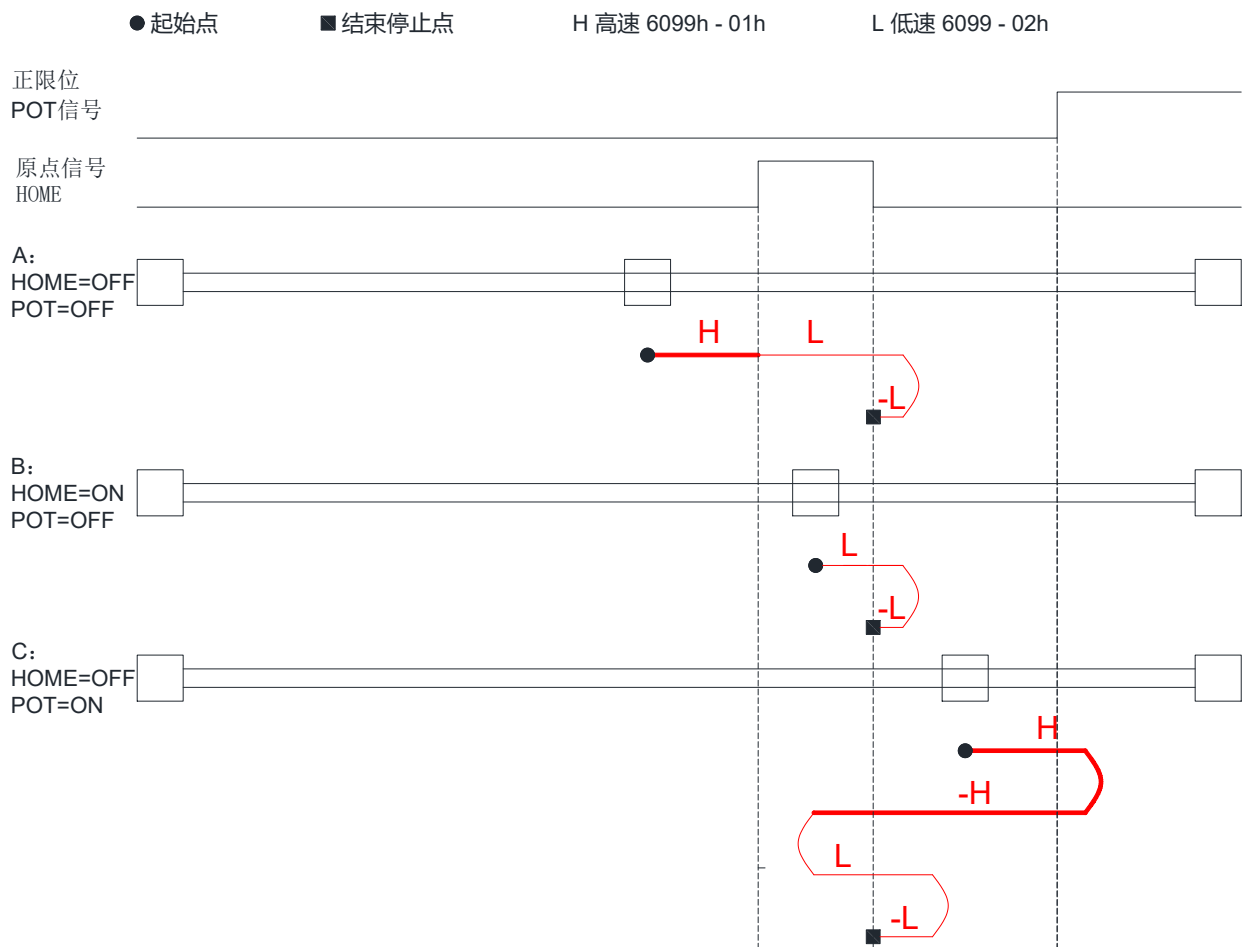 ● 起始点 ■ 结束停止点 H 高速 6099h - 01h L 低速 6099 - 02h
正限位
POT信号
原点信号
HOME
A：
HOME=OFF
POT=OFF
H L
-L
B：
HOME=ON
POT=OFF
L
-L
C：
HOME=OFF
POT=ON
H
-H
L
-L